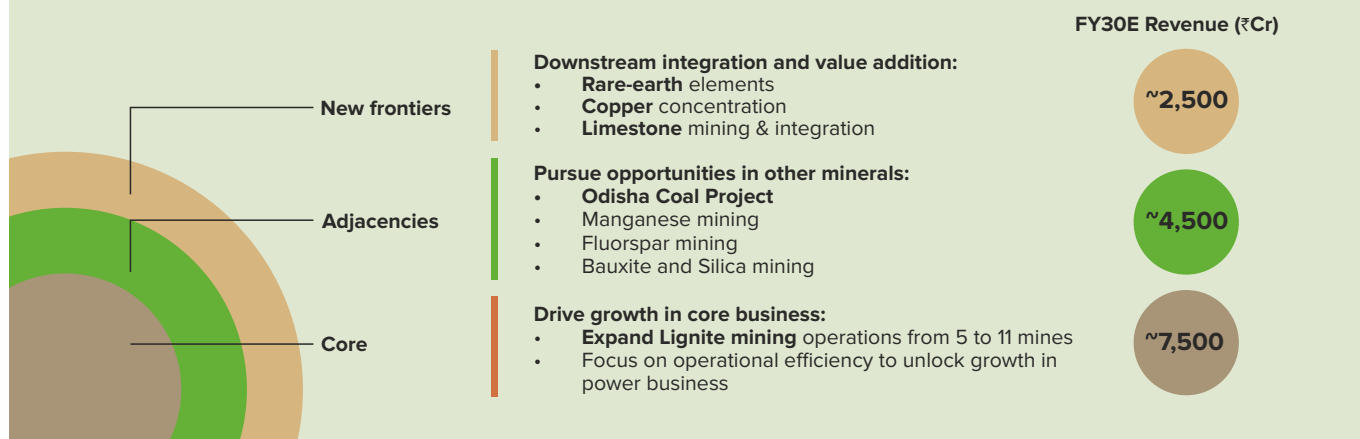 FY30E Revenue (₹Cr)
New frontiers
Downstream integration and value addition:
• Rare-earth elements
• Copper concentration
• Limestone mining & integration
~2,500
Adjacencies
Pursue opportunities in other minerals:
• Odisha Coal Project
• Manganese mining
• Fluorspar mining
• Bauxite and Silica mining
~4,500
Core
Drive growth in core business:
• Expand Lignite mining operations from 5 to 11 mines
• Focus on operational efficiency to unlock growth in
power business
~7,500